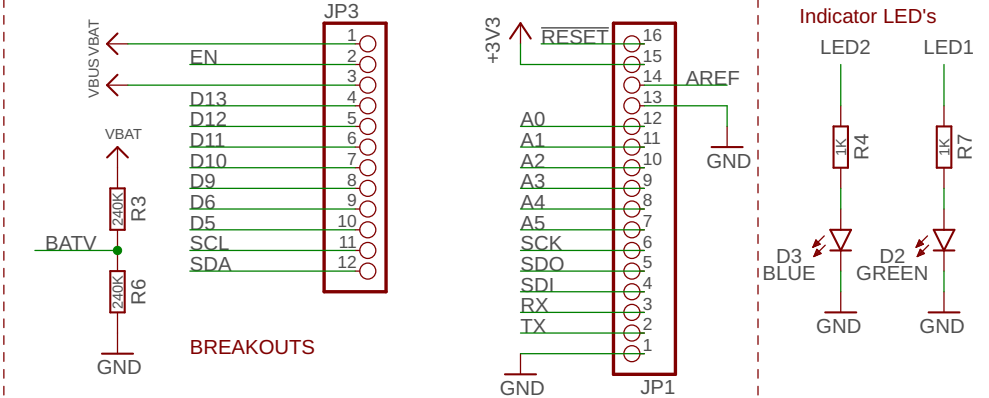 JP3
VBAT
VBUS
1
EN
2
3
D13
4
D12
5
D11
6
D10
7
D9
8
D6
9
D5
10
SCL
11
SDA
12
VBAT
240K
R3
BATV
240K
R6
GND
BREAKOUTS
+3V3
RESET
16
15
14
AREF
13
GND
A0
12
A1
11
A2
10
A3
9
A4
8
A5
7
SCK
6
SDO
5
SDI
4
RX
3
TX
2
1
GND
JP1
Indicator LED's
LED2
LED1
1K
R4
1K
R7
D3
BLUE
D2
GREEN
GND
GND